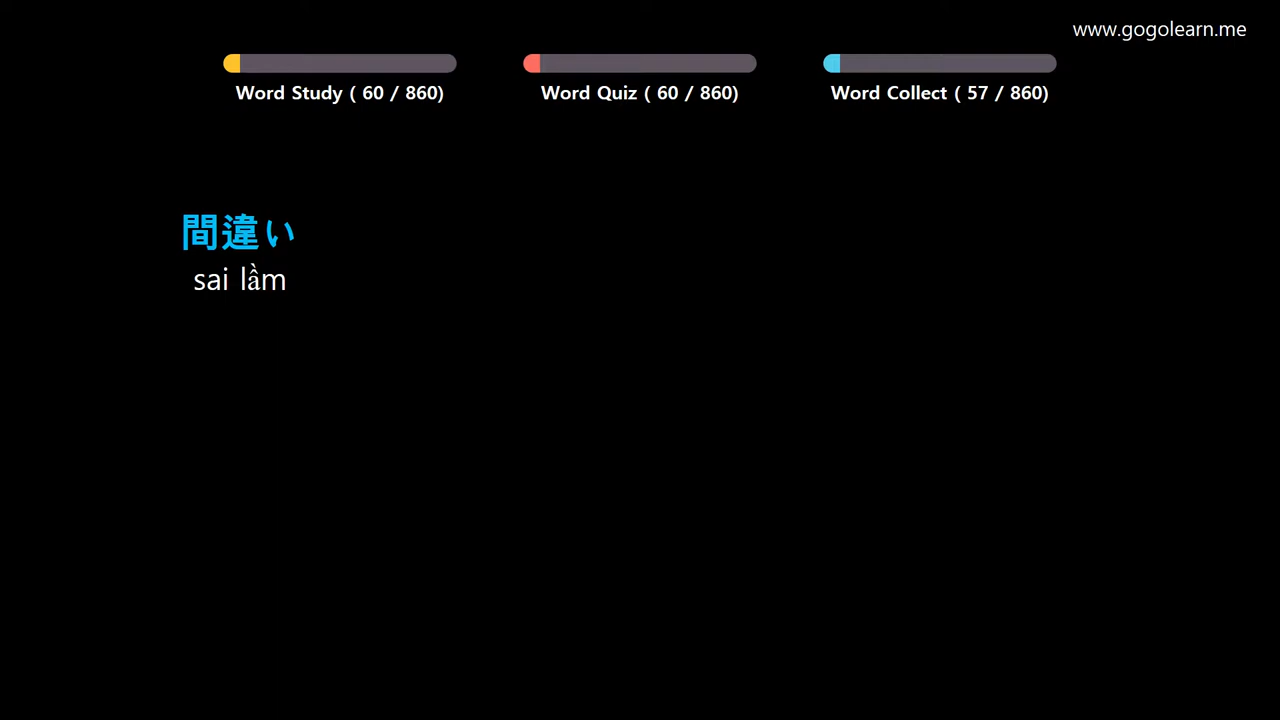 www.gogolearn.me
Word Study ( 60 / 860)
Word Quiz ( 60 / 860)
Word Collect ( 57 / 860)
間違い
sai lầm